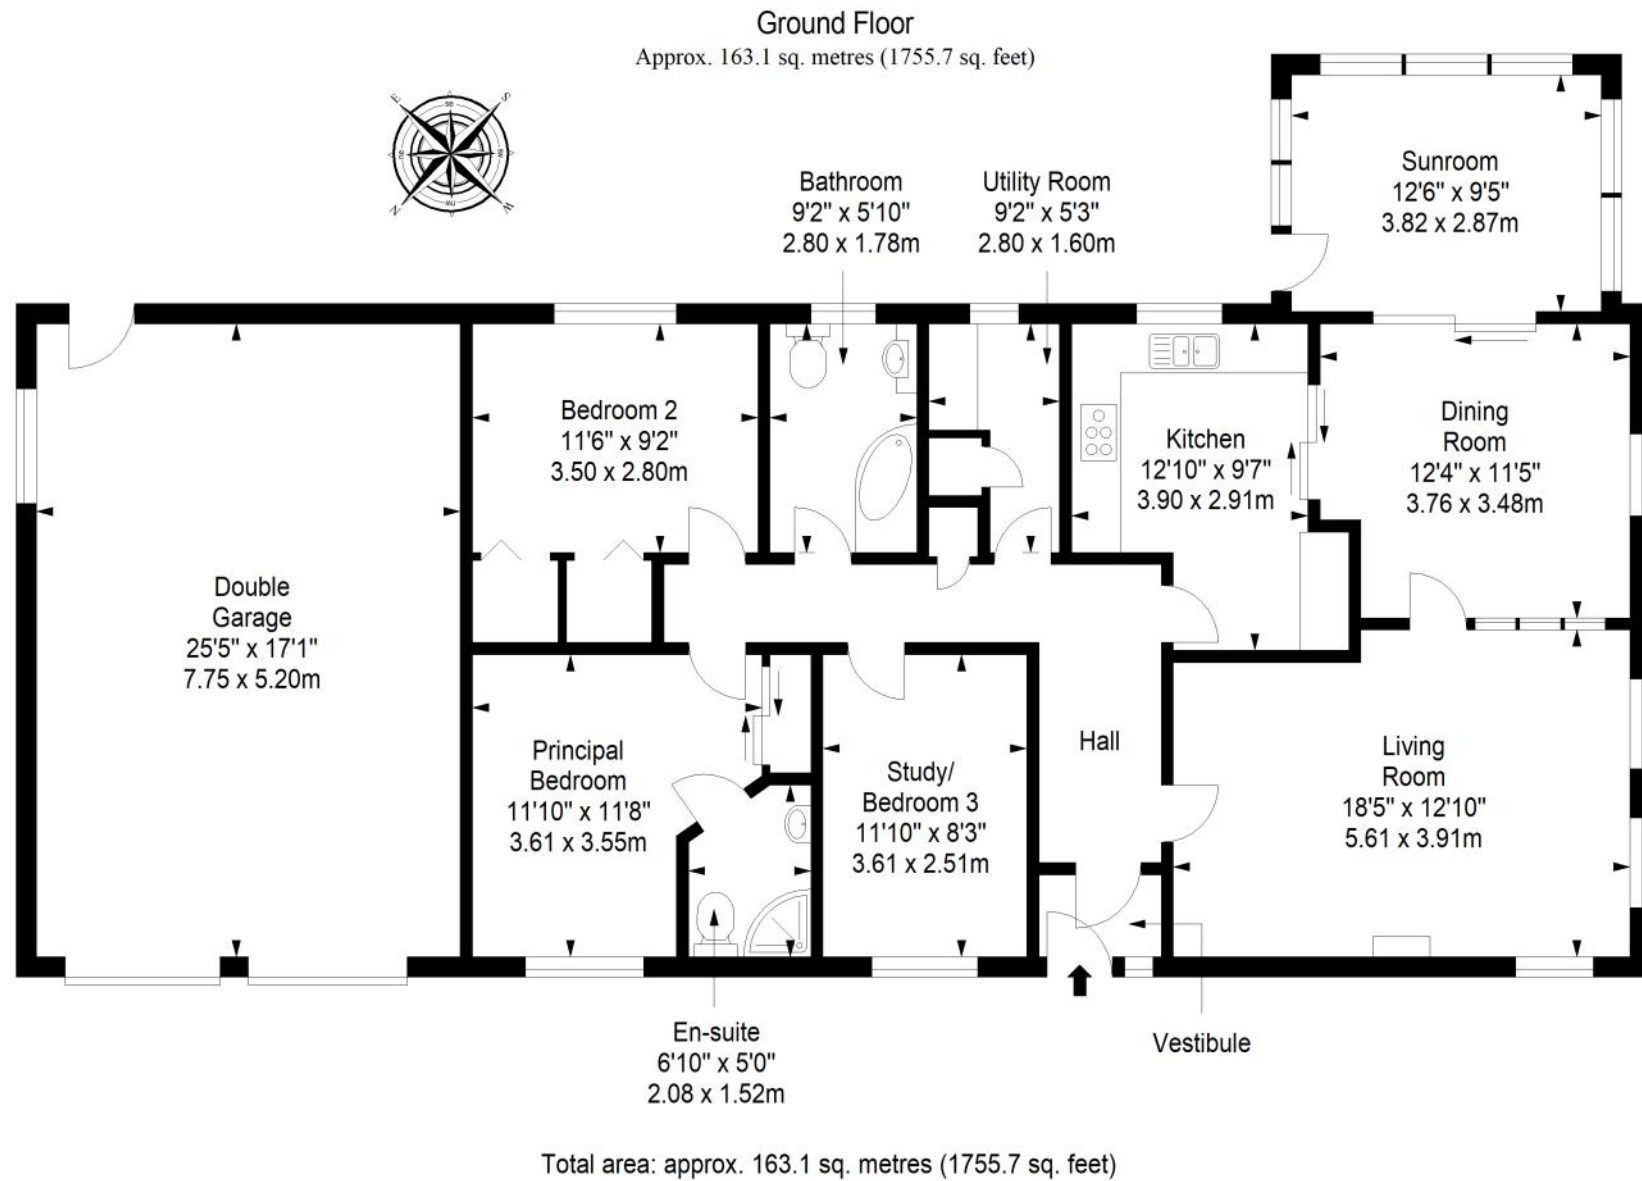 Ground Floor
Approx. 163.1 sq. metres (1755.7 sq. feet)
E
S
N
W
se
sw
ne
nw
Sunroom
12'6" x 9'5"
3.82 x 2.87m
Bathroom
9'2" x 5'10"
2.80 x 1.78m
Utility Room
9'2" x 5'3"
2.80 x 1.60m
Bedroom 2
11'6" x 9'2"
3.50 x 2.80m
Kitchen
12'10" x 9'7"
3.90 x 2.91m
Dining
Room
12'4" x 11'5"
3.76 x 3.48m
Double
Garage
25'5" x 17'1"
7.75 x 5.20m
Principal
Bedroom
11'10" x 11'8"
3.61 x 3.55m
Study/
Bedroom 3
11'10" x 8'3"
3.61 x 2.51m
Hall
Living
Room
18'5" x 12'10"
5.61 x 3.91m
En-suite
6'10" x 5'0"
2.08 x 1.52m
Vestibule
Total area: approx. 163.1 sq. metres (1755.7 sq. feet)